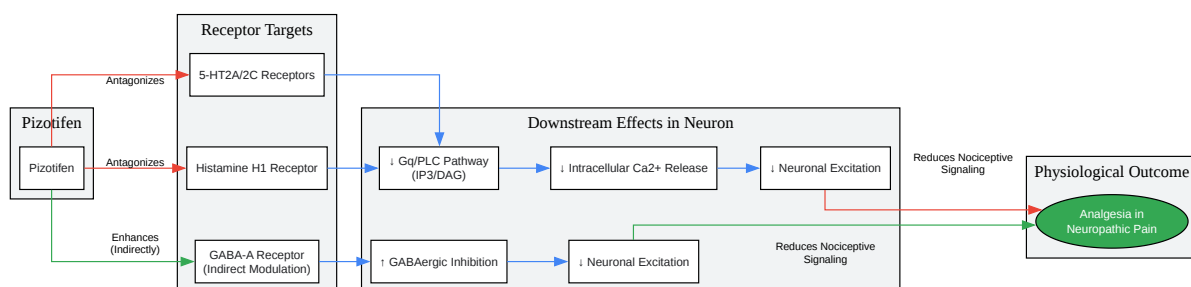 Receptor Targets
5-HT2A/2C Receptors
Antagonizes
Pizotifen
Downstream Effects in Neuron
Pizotifen
Antagonizes
Histamine H1 Receptor
↓ Gq/PLC Pathway
(IP3/DAG)
↓ Intracellular Ca2+ Release
↓ Neuronal Excitation
Reduces Nociceptive
Signaling
Physiological Outcome
Analgesia in
Neuropathic Pain
Enhances
(Indirectly)
GABA-A Receptor
(Indirect Modulation)
↑ GABAergic Inhibition
↓ Neuronal Excitation
Reduces Nociceptive
Signaling